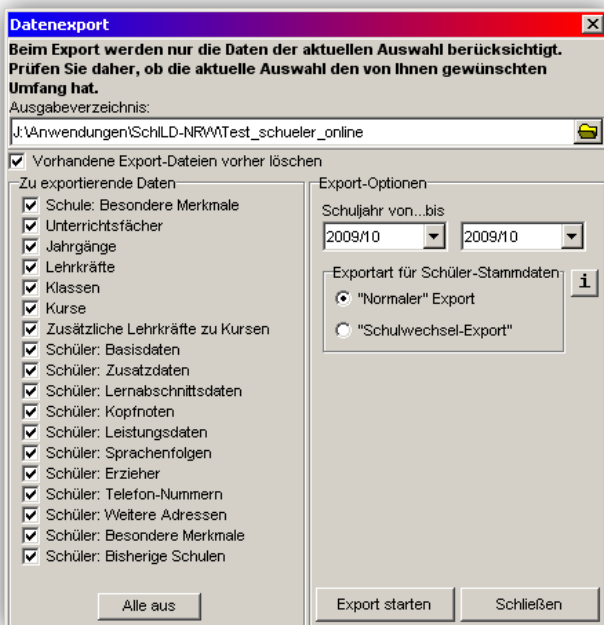 Datenexport
Beim Export werden nur die Daten der aktuellen Auswahl berücksichtigt.
Prüfen Sie daher, ob die aktuelle Auswahl den von Ihnen gewünschten
Umfang hat.
Ausgabeverzeichnis:
J:\Anwendungen\SchILD-NRW\Test_schueler_online
Vorhandene Export-Dateien vorher löschen
Zu exportierende Daten
Schule: Besondere Merkmale
Unterrichtsfächer
Jahrgänge
Lehrkräfte
Klassen
Kurse
Zusätzliche Lehrkräfte zu Kursen
Schüler: Basisdaten
Schüler: Zusatzdaten
Schüler: Lernabschnittsdaten
Schüler: Kopfnoten
Schüler: Leistungsdaten
Schüler: Sprachenfolgen
Schüler: Erzieher
Schüler: Telefon-Nummern
Schüler: Weitere Adressen
Schüler: Besondere Merkmale
Schüler: Bisherige Schulen
Alle aus
Export-Optionen
Schuljahr von...bis
2009/10 2009/10
Exportart für Schüler-Stammdaten
i
"Normaler" Export
"Schulwechsel-Export"
Export starten Schließen